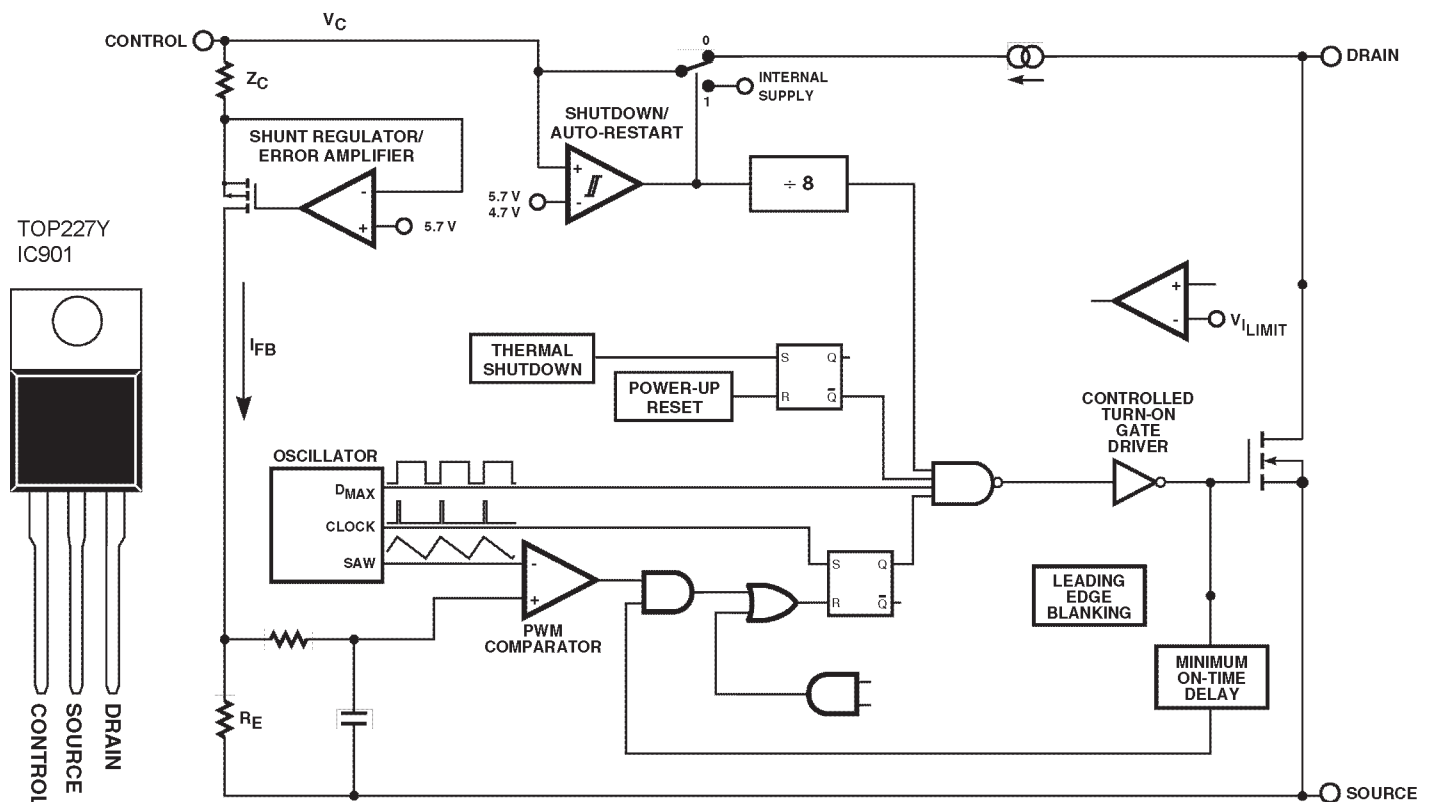 V_C
CONTROL
0
DRAIN
Z_C
INTERNAL
SUPPLY
1
SHUTDOWN/
AUTO-RESTART
SHUNT REGULATOR/
ERROR AMPLIFIER
+
-
5.7 V
4.7 V
÷ 8
-
+
5.7 V
TOP227Y
IC901
+
-
V_ILIMIT
I_FB
THERMAL
SHUTDOWN
S
Q
POWER-UP
RESET
R
Q̅
CONTROLLED
TURN-ON
GATE
DRIVER
OSCILLATOR
D_MAX
CLOCK
SAW
-
+
PWM
COMPARATOR
S
Q
R
Q̅
LEADING
EDGE
BLANKING
MINIMUM
ON-TIME
DELAY
R_E
CONTROL
SOURCE
DRAIN
SOURCE